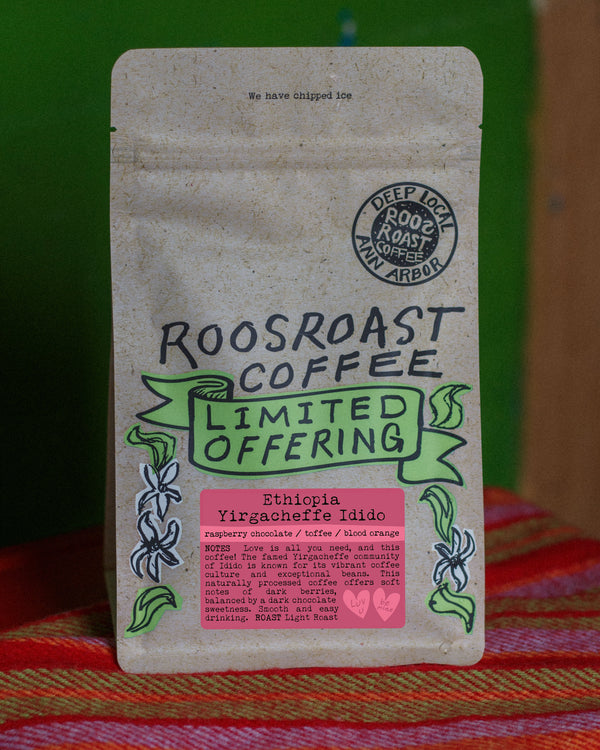 We have chipped ice
DEEP LOCAL
ROOS
ROAST
COFFEE
ANN ARBOR
ROOSROAST
COFFEE
LIMITED
OFFERING
Ethiopia
Yirgacheffe Idido
raspberry chocolate / toffee / blood orange
NOTES Love is all you need, and this
coffee! The famed Yirgacheffe community
of Idido is known for its vibrant coffee
culture and exceptional beans. This
naturally processed coffee offers soft
notes of dark berries,
balanced by a dark chocolate
sweetness. Smooth and easy
drinking. ROAST Light Roast
Luv
be
mine